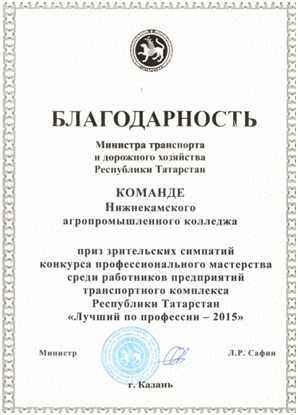 БЛАГОДАРНОСТЬ
Министра транспорта
и дорожного хозяйства
Республики Татарстан
КОМАНДЕ
Нижнекамского
агропромышленного колледжа
приз зрительских симпатий
конкурса профессионального мастерства
среди работников предприятий
транспортного комплекса
Республики Татарстан
«Лучший по профессии – 2015»
Министр Л.Р. Сафин
г. Казань